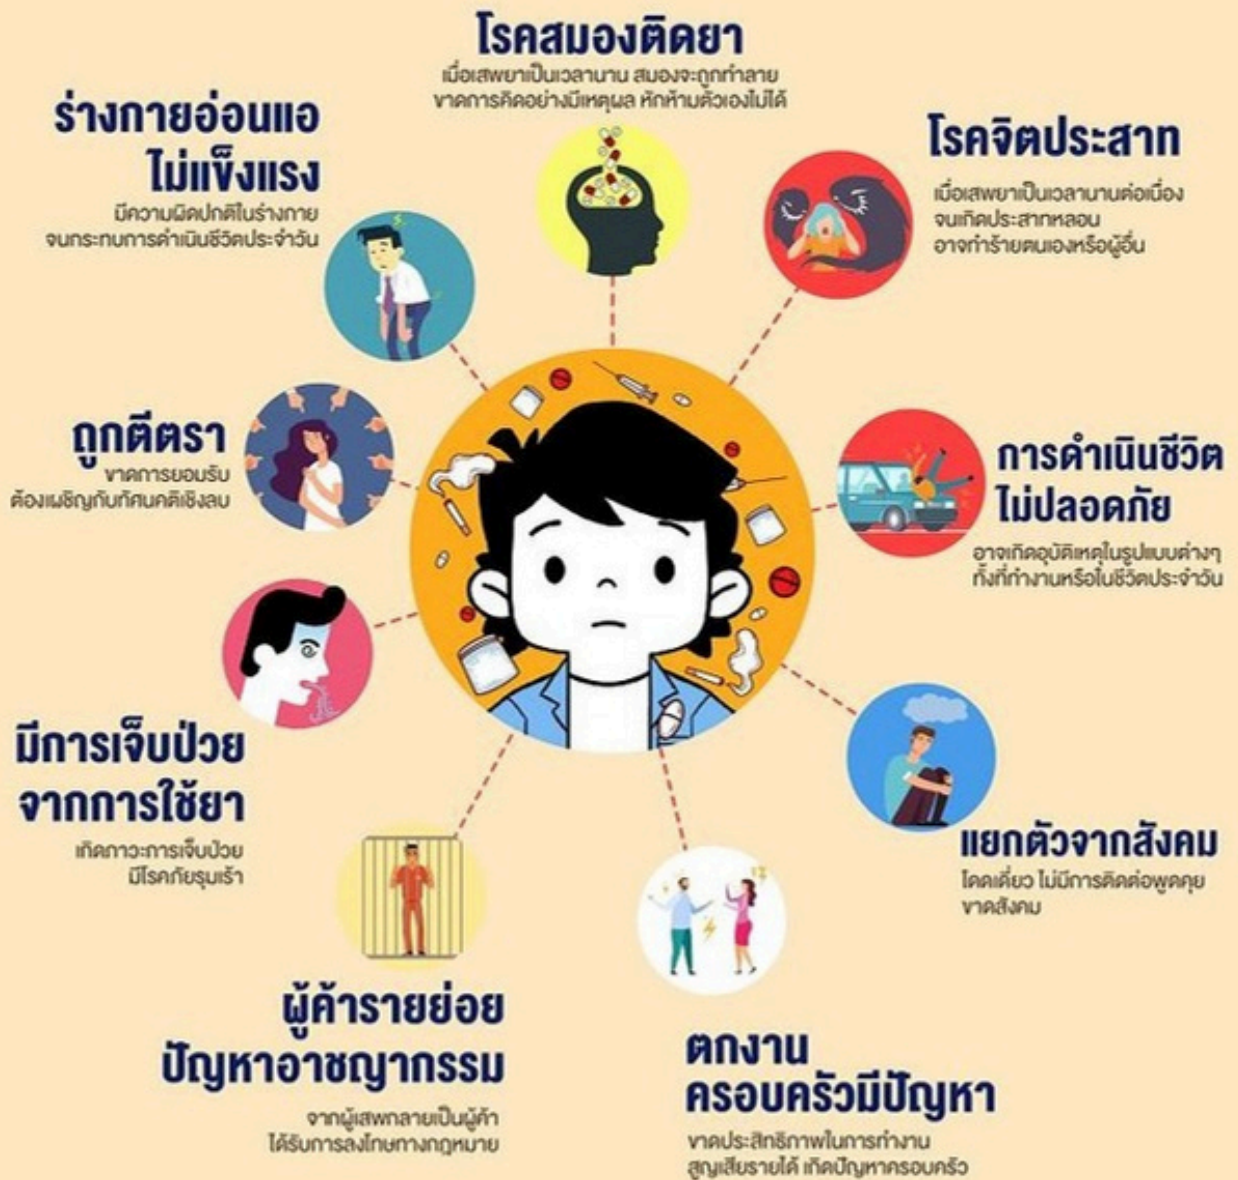 โรคสมองติดยา
เมื่อเสพยาเป็นเวลานาน สมองจะถูกทำลาย
ขาดการคิดอย่างมีเหตุผล หักห้ามตัวเองไม่ได้
ร่างกายอ่อนแอ
ไม่แข็งแรง
มีความผิดปกติในร่างกาย
จนกระทบการดำเนินชีวิตประจำวัน
โรคจิตประสาท
เมื่อเสพยาเป็นเวลานานต่อเนื่อง
จนเกิดประสาทหลอน
อาจทำร้ายตนเองหรือผู้อื่น
ถูกตีตรา
ขาดการยอมรับ
ต้องเผชิญกับทัศนคติเชิงลบ
การดำเนินชีวิต
ไม่ปลอดภัย
อาจเกิดอุบัติเหตุในรูปแบบต่างๆ
ทั้งที่ทำงานหรือในชีวิตประจำวัน
มีการเจ็บป่วย
จากการใช้ยา
เกิดภาวะการเจ็บป่วย
มีโรคภัยรุมเร้า
แยกตัวจากสังคม
โดดเดี่ยว ไม่มีการติดต่อพูดคุย
ขาดสังคม
ผู้ค้ารายย่อย
ปัญหาอาชญากรรม
จากผู้เสพกลายเป็นผู้ค้า
ได้รับการลงโทษทางกฎหมาย
ตกงาน
ครอบครัวมีปัญหา
ขาดประสิทธิภาพในการทำงาน
สูญเสียรายได้ เกิดปัญหาครอบครัว